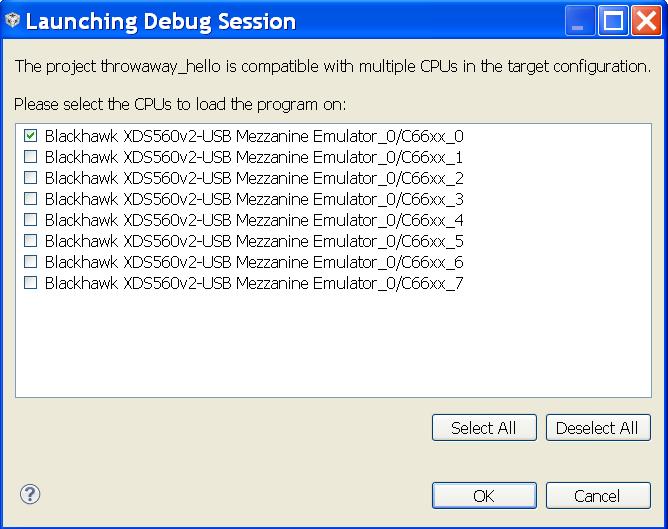 Launching Debug Session
The project throwaway_hello is compatible with multiple CPUs in the target configuration.
Please select the CPUs to load the program on:
Blackhawk XDS560v2-USB Mezzanine Emulator_0/C66xx_0
Blackhawk XDS560v2-USB Mezzanine Emulator_0/C66xx_1
Blackhawk XDS560v2-USB Mezzanine Emulator_0/C66xx_2
Blackhawk XDS560v2-USB Mezzanine Emulator_0/C66xx_3
Blackhawk XDS560v2-USB Mezzanine Emulator_0/C66xx_4
Blackhawk XDS560v2-USB Mezzanine Emulator_0/C66xx_5
Blackhawk XDS560v2-USB Mezzanine Emulator_0/C66xx_6
Blackhawk XDS560v2-USB Mezzanine Emulator_0/C66xx_7
Select All Deselect All
? OK Cancel